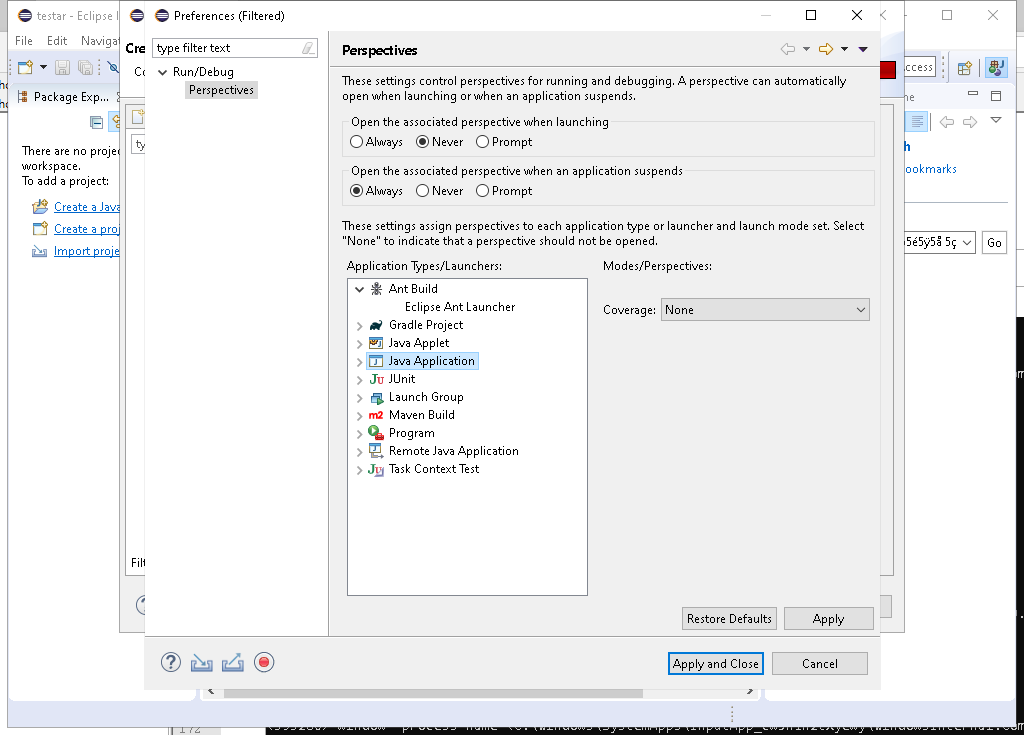 testar - Eclipse I
File Edit Navigat
Package Exp...
There are no projec
workspace.
To add a project:
Create a Java
Create a proj
Import proje
Cre
Filt
Preferences (Filtered)
type filter text
Run/Debug
Perspectives
Perspectives
These settings control perspectives for running and debugging. A perspective can automatically
open when launching or when an application suspends.
Open the associated perspective when launching
Always Never Prompt
Open the associated perspective when an application suspends
Always Never Prompt
These settings assign perspectives to each application type or launcher and launch mode set. Select
"None" to indicate that a perspective should not be opened.
Application Types/Launchers:
Modes/Perspectives:
Ant Build
Eclipse Ant Launcher
Gradle Project
Java Applet
Java Application
JUnit
Launch Group
Maven Build
Program
Remote Java Application
Task Context Test
Coverage: None
Restore Defaults Apply
Apply and Close Cancel
ccess
ookmarks
Go
172